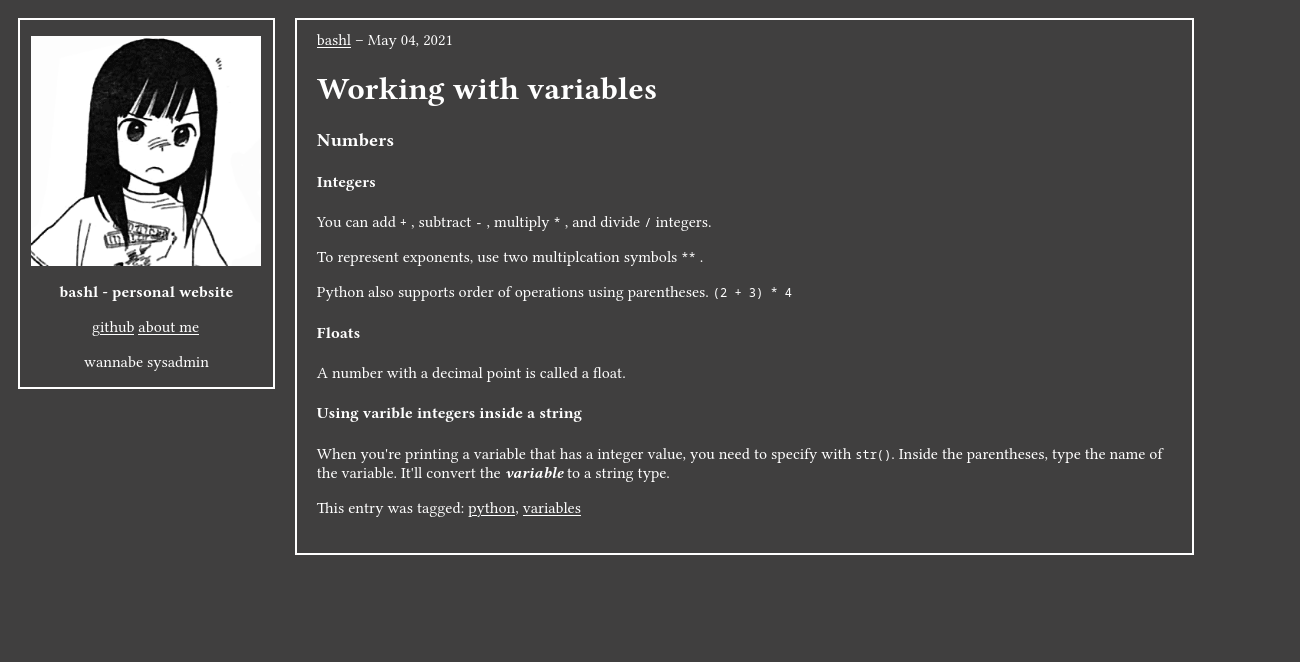 bashl - personal website
github about me
wannabe sysadmin
bashl – May 04, 2021
Working with variables
Numbers
Integers
You can add + , subtract - , multiply * , and divide / integers.
To represent exponents, use two multiplcation symbols ** .
Python also supports order of operations using parentheses. (2 + 3) * 4
Floats
A number with a decimal point is called a float.
Using varible integers inside a string
When you're printing a variable that has a integer value, you need to specify with str(). Inside the parentheses, type the name of
the variable. It'll convert the variable to a string type.
This entry was tagged: python, variables